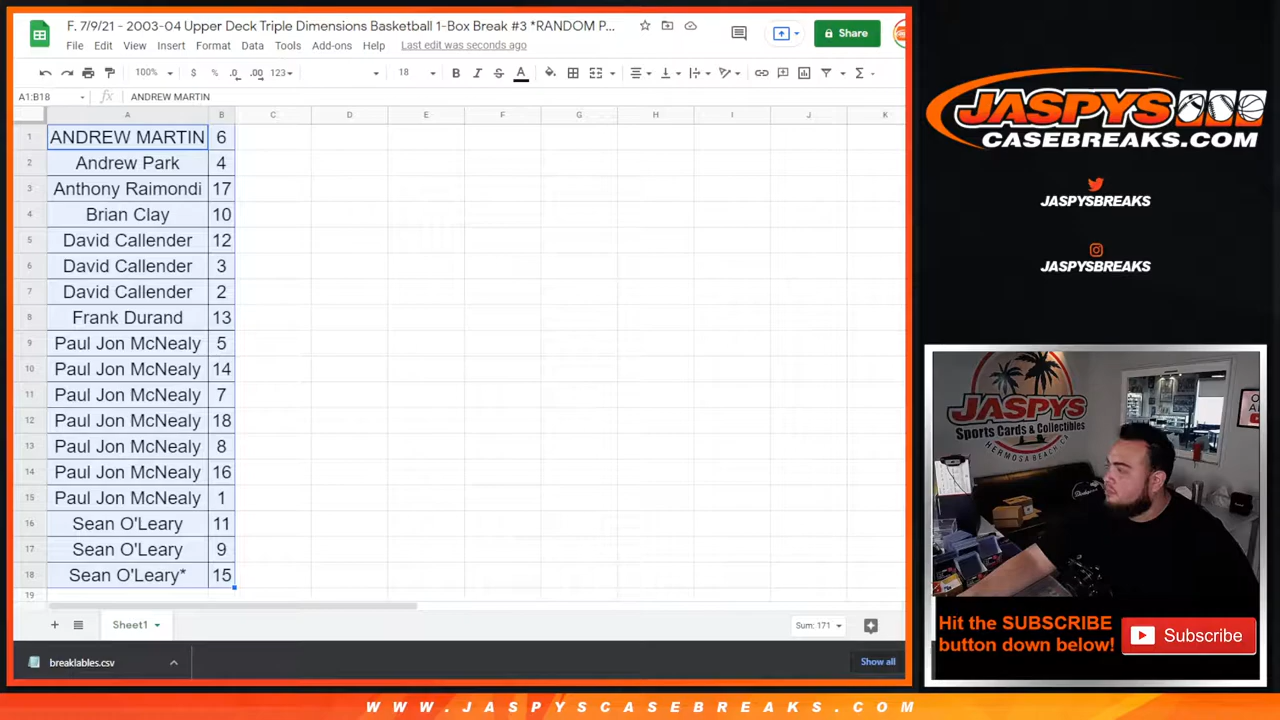 F. 7/9/21 - 2003-04 Upper Deck Triple Dimensions Basketball 1-Box Break #3 *RANDOM P...
File Edit View Insert Format Data Tools Add-ons Help Last edit was seconds ago
Share
100% $ % .0 .00 123 18 B I S A
A1:B18 fx ANDREW MARTIN
A B C D E F G H I J K
1 ANDREW MARTIN 6
2 Andrew Park 4
3 Anthony Raimondi 17
4 Brian Clay 10
5 David Callender 12
6 David Callender 3
7 David Callender 2
8 Frank Durand 13
9 Paul Jon McNealy 5
10 Paul Jon McNealy 14
11 Paul Jon McNealy 7
12 Paul Jon McNealy 18
13 Paul Jon McNealy 8
14 Paul Jon McNealy 16
15 Paul Jon McNealy 1
16 Sean O'Leary 11
17 Sean O'Leary 9
18 Sean O'Leary* 15
19
Sheet1
Sum: 171
breaklables.csv
Show all
JASPYS
CASEBREAKS.COM
JASPYSBREAKS
JASPYSBREAKS
JASPYS
Sports Cards & Collectibles
HERMOSA BEACH, CA
Hit the SUBSCRIBE
button down below!
Subscribe
WWW.JASPYSCASEBREAKS.COM